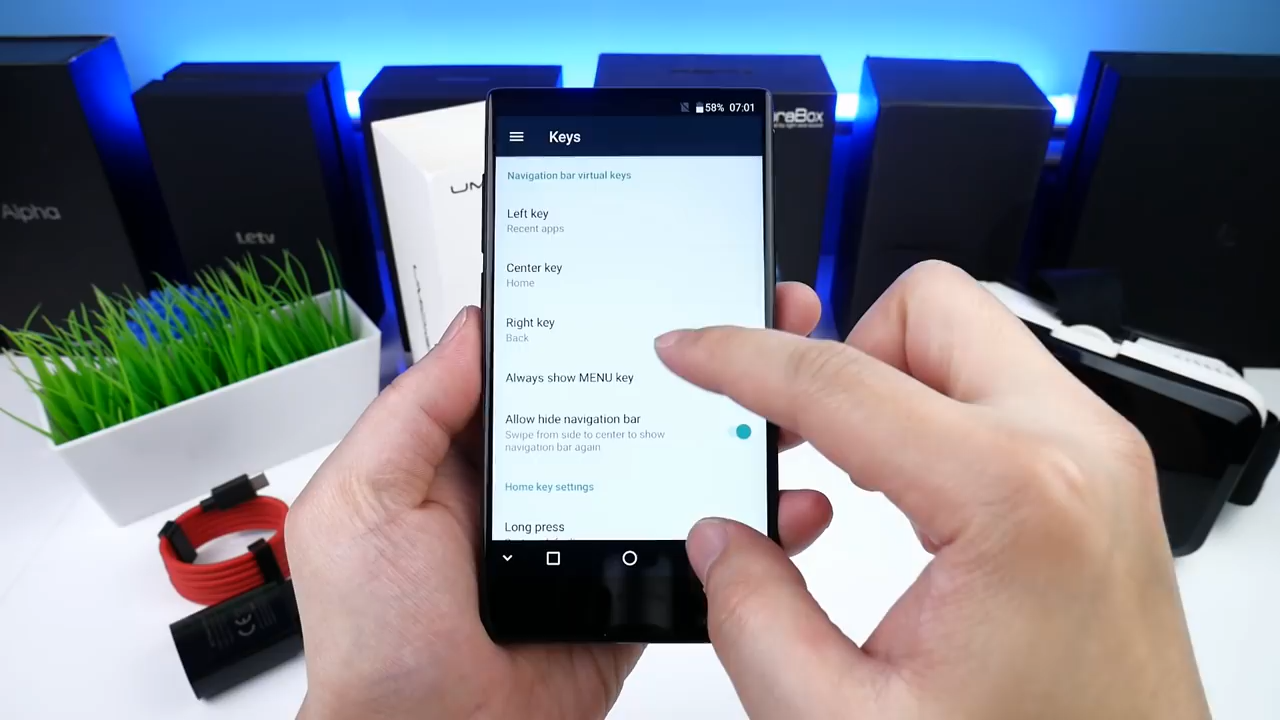 58% 07:01
Keys
raBox
Navigation bar virtual keys
Alpha
UM
Left key
Recent apps
Letv
Center key
Home
Right key
Back
Always show MENU key
Allow hide navigation bar
Swipe from side to center to show
navigation bar again
Home key settings
Long press
CE